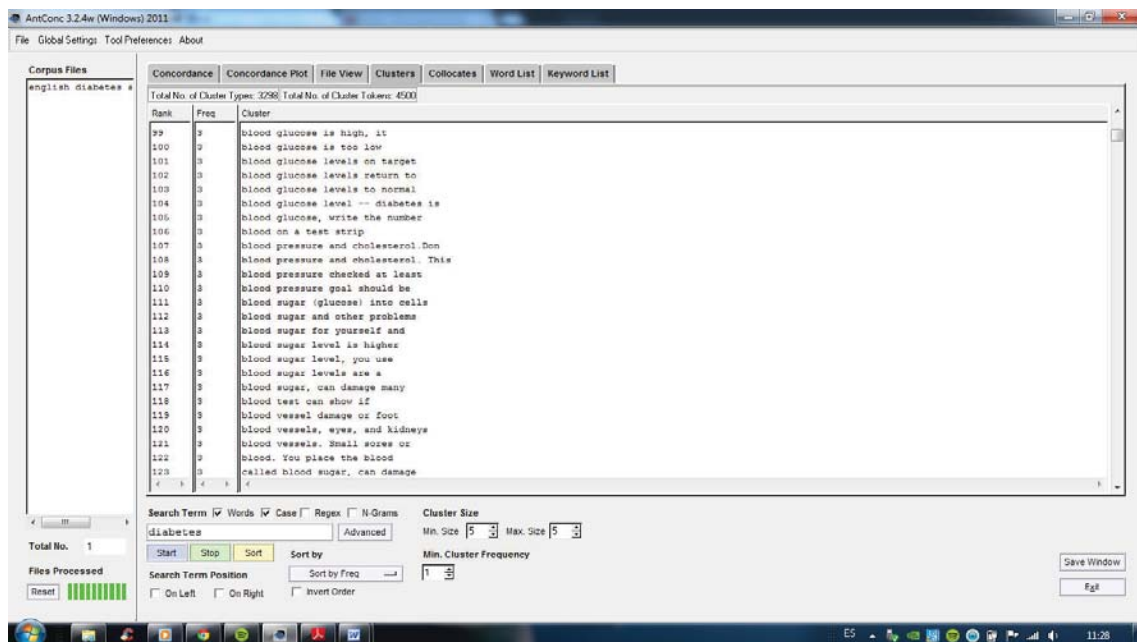 AntConc 3.2.4w (Windows) 2011
File Global Settings Tool Preferences About
Corpus Files
english diabetes s
Concordance Concordance Plot File View Clusters Collocates Word List Keyword List
Total No. of Cluster Types: 3298 Total No. of Cluster Tokens: 4500
Rank Freq Cluster
99 3 blood glucose is high, it
100 3 blood glucose is too low
101 3 blood glucose levels on target
102 3 blood glucose levels return to
103 3 blood glucose levels to normal
104 3 blood glucose level -- diabetes is
105 3 blood glucose, write the number
106 3 blood on a test strip
107 3 blood pressure and cholesterol.Don
108 3 blood pressure and cholesterol. This
109 3 blood pressure checked at least
110 3 blood pressure goal should be
111 3 blood sugar (glucose) into cells
112 3 blood sugar and other problems
113 3 blood sugar for yourself and
114 3 blood sugar level is higher
115 3 blood sugar level, you use
116 3 blood sugar levels are a
117 3 blood sugar, can damage many
118 3 blood test can show if
119 3 blood vessel damage or foot
120 3 blood vessels, eyes, and kidneys
121 3 blood vessels. Small sores or
122 3 blood. You place the blood
123 3 called blood sugar, can damage
Search Term Words Case Regex N-Grams Cluster Size
diabetes Advanced Min. Size 5 Max. Size 5
Total No. 1
Start Stop Sort Sort by Min. Cluster Frequency
Files Processed
Search Term Position Sort by Freq 1
Save Window
Reset On Left On Right Invert Order
Exit
ES 11:28